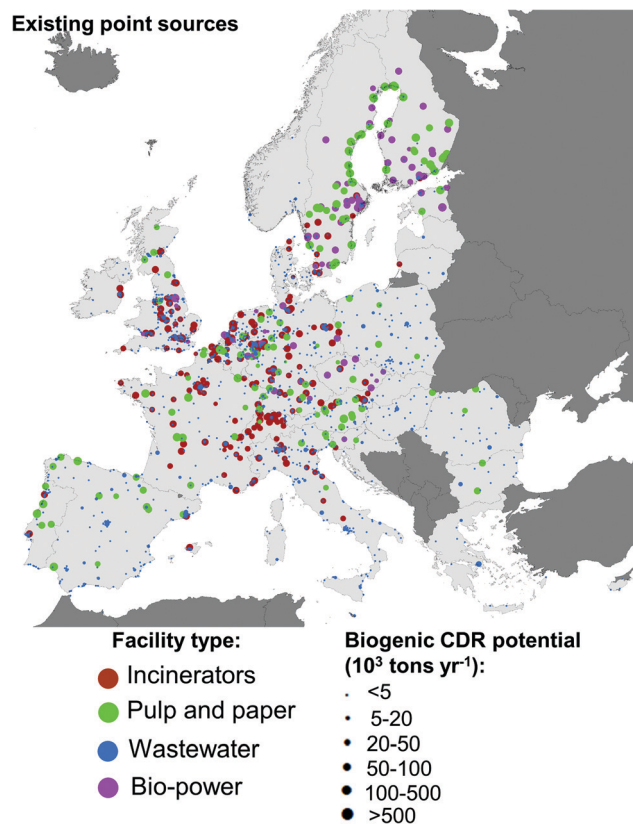 Existing point sources
Facility type:
Incinerators
Pulp and paper
Wastewater
Bio-power
Biogenic CDR potential
(10³ tons yr⁻¹):
<5
5-20
20-50
50-100
100-500
>500